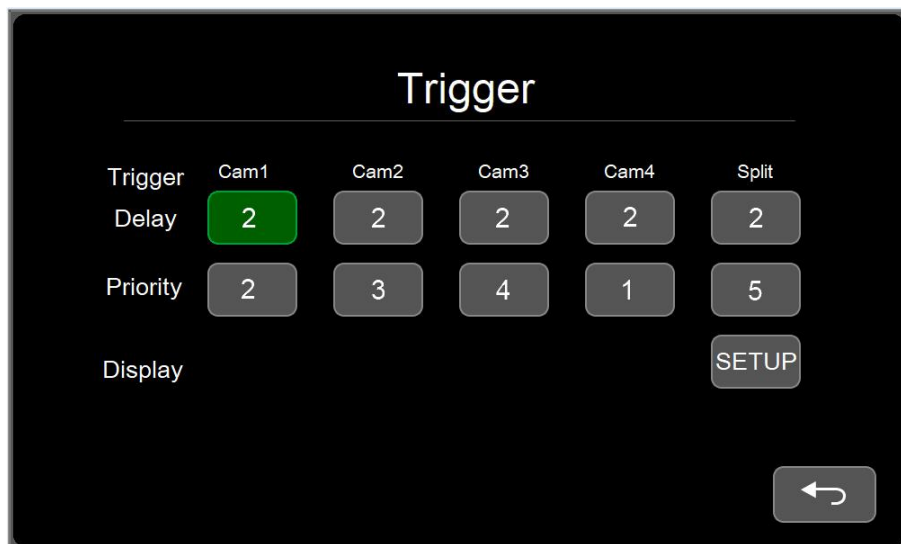 Trigger
Trigger Cam1 Cam2 Cam3 Cam4 Split
Delay 2 2 2 2 2
Priority 2 3 4 1 5
Display SETUP